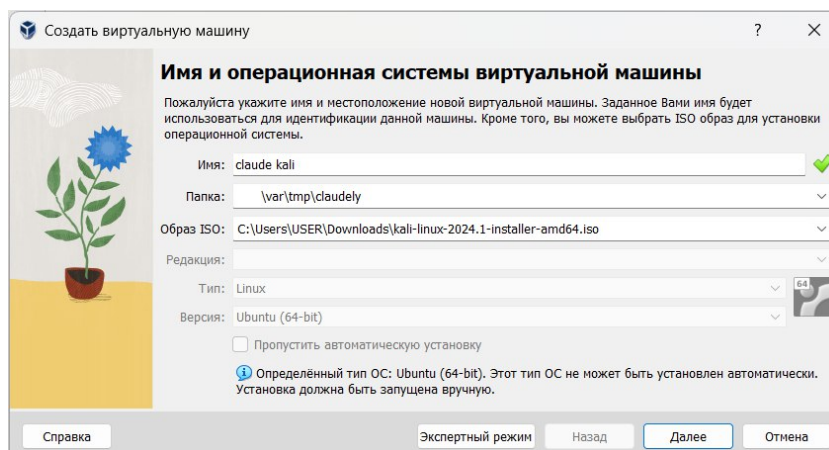 Создать виртуальную машину
?
Имя и операционная системы виртуальной машины
Пожалуйста укажите имя и местоположение новой виртуальной машины. Заданное Вами имя будет
использоваться для идентификации данной машины. Кроме того, вы можете выбрать ISO образ для установки
операционной системы.
Имя: claude kali
Папка: \var\tmp\claudely
Образ ISO: C:\Users\USER\Downloads\kali-linux-2024.1-installer-amd64.iso
Редакция:
Тип: Linux
64
Версия: Ubuntu (64-bit)
Пропустить автоматическую установку
Определённый тип ОС: Ubuntu (64-bit). Этот тип ОС не может быть установлен автоматически.
Установка должна быть запущена вручную.
Справка Экспертный режим Назад Далее Отмена